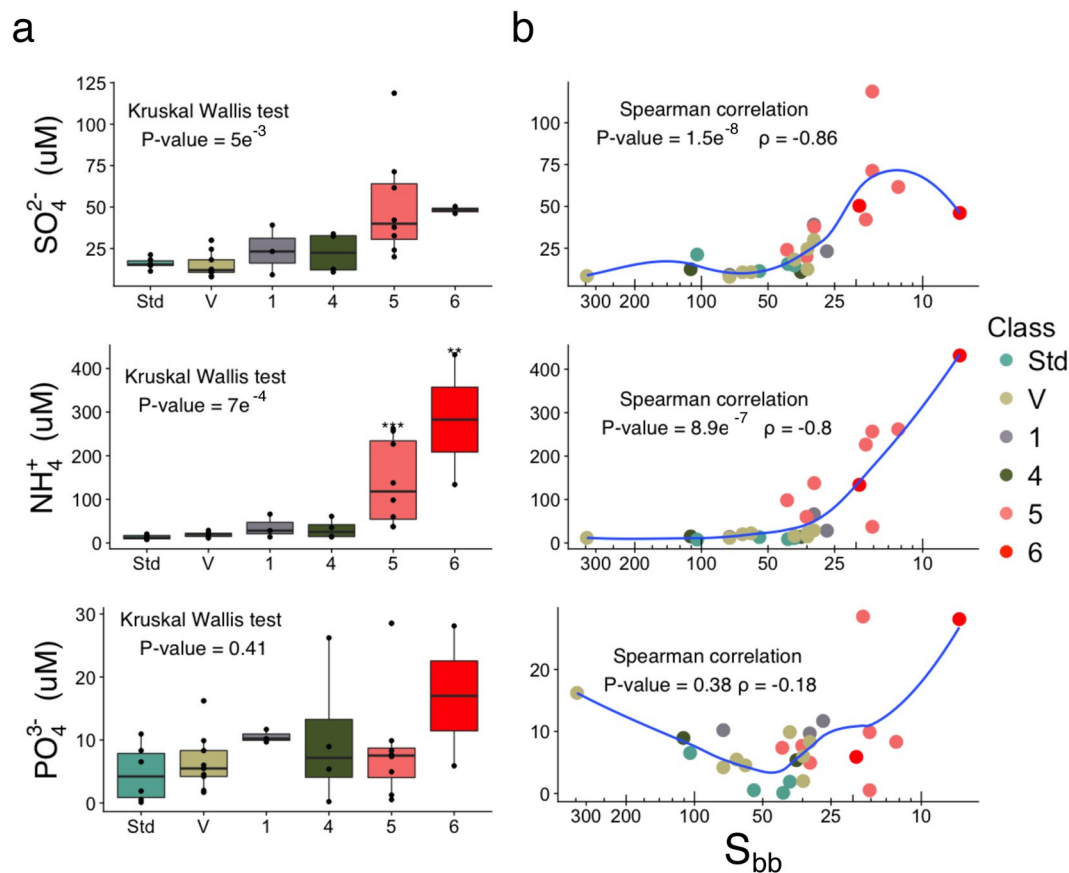 a
b
SO₄²⁻ (uM)
125
100
75
50
25
Kruskal Wallis test
P-value = 5e⁻³
Std V 1 4 5 6
100
75
50
25
Spearman correlation
P-value = 1.5e⁻⁸ ρ = -0.86
300 200 100 50 25 10
NH₄⁺ (uM)
400
300
200
100
0
Kruskal Wallis test
P-value = 7e⁻⁴
***
**
Std V 1 4 5 6
400
300
200
100
0
Spearman correlation
P-value = 8.9e⁻⁷ ρ = -0.8
300 200 100 50 25 10
Class
Std
V
1
4
5
6
PO₄³⁻ (uM)
30
20
10
0
Kruskal Wallis test
P-value = 0.41
Std V 1 4 5 6
20
10
0
Spearman correlation
P-value = 0.38 ρ = -0.18
300 200 100 50 25 10
S_bb